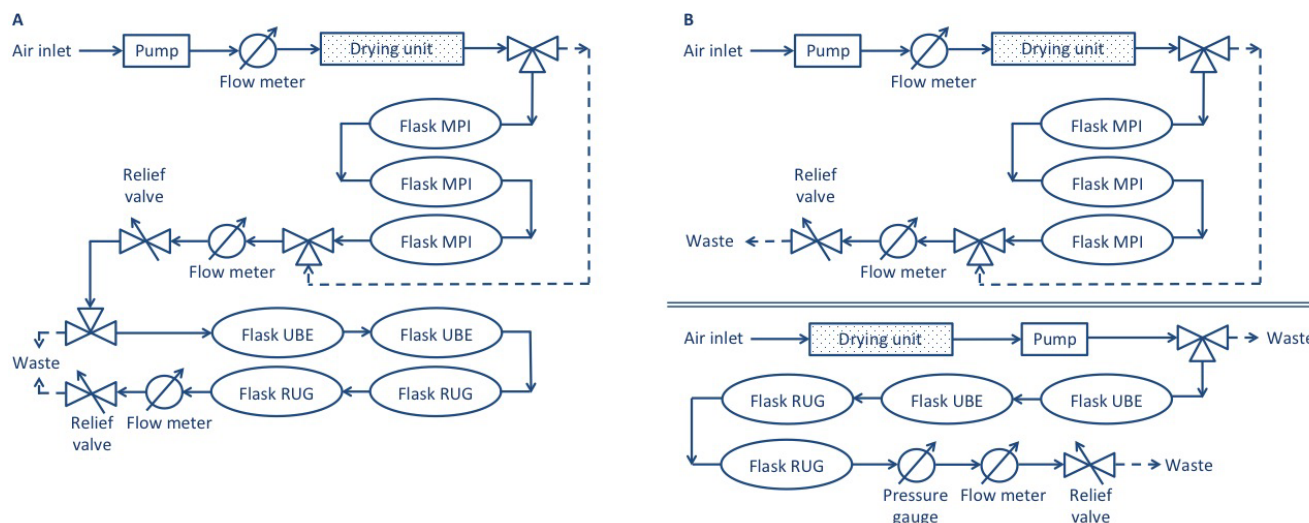 A
Air inlet
Pump
Flow meter
Drying unit
Flask MPI
Flask MPI
Flask MPI
Relief
valve
Flow meter
Flask UBE
Flask UBE
Waste
Flask RUG
Flask RUG
Relief
valve
Flow meter
B
Air inlet
Pump
Flow meter
Drying unit
Flask MPI
Flask MPI
Flask MPI
Relief
valve
Waste
Flow meter
Air inlet
Drying unit
Pump
Waste
Flask RUG
Flask UBE
Flask UBE
Flask RUG
Pressure
gauge
Flow meter
Relief
valve
Waste